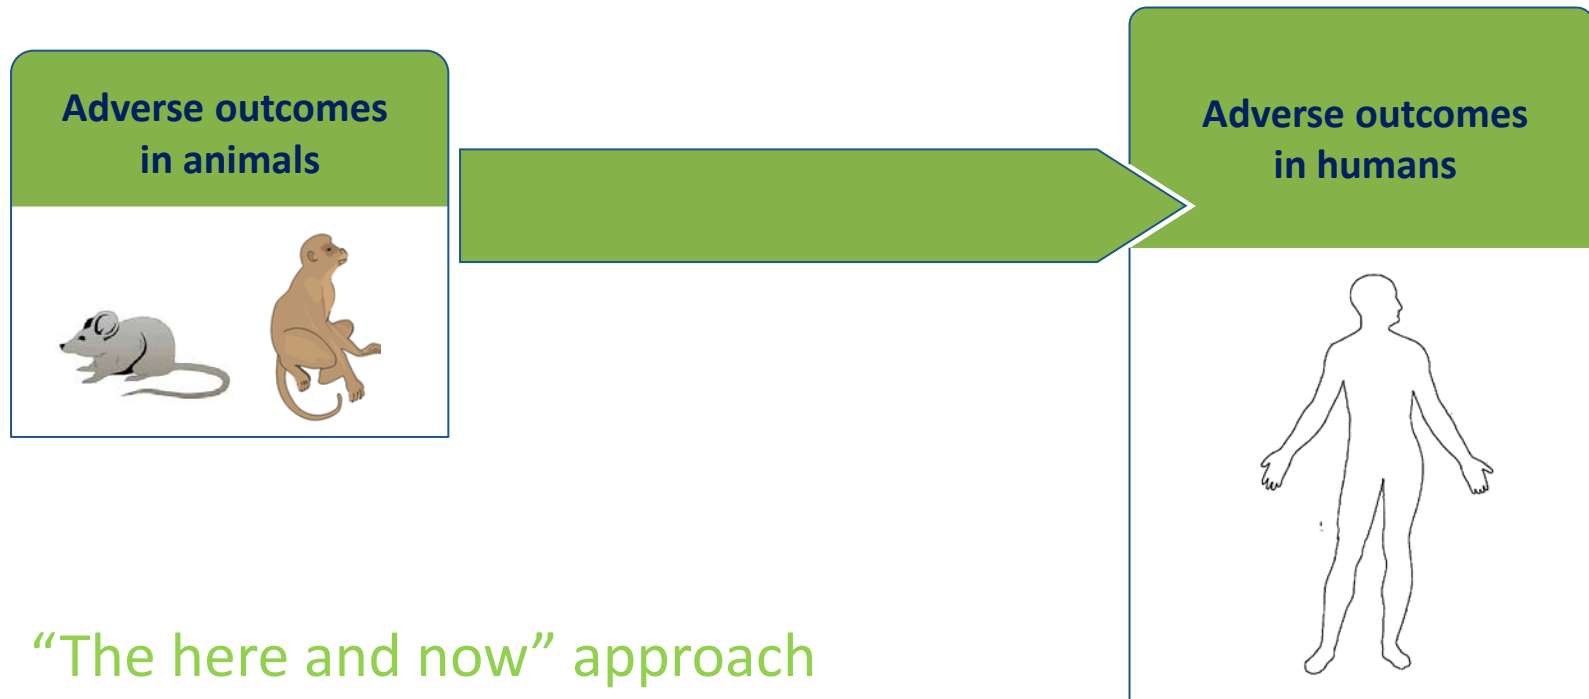 Adverse outcomes
in animals
Adverse outcomes
in humans
“The here and now” approach